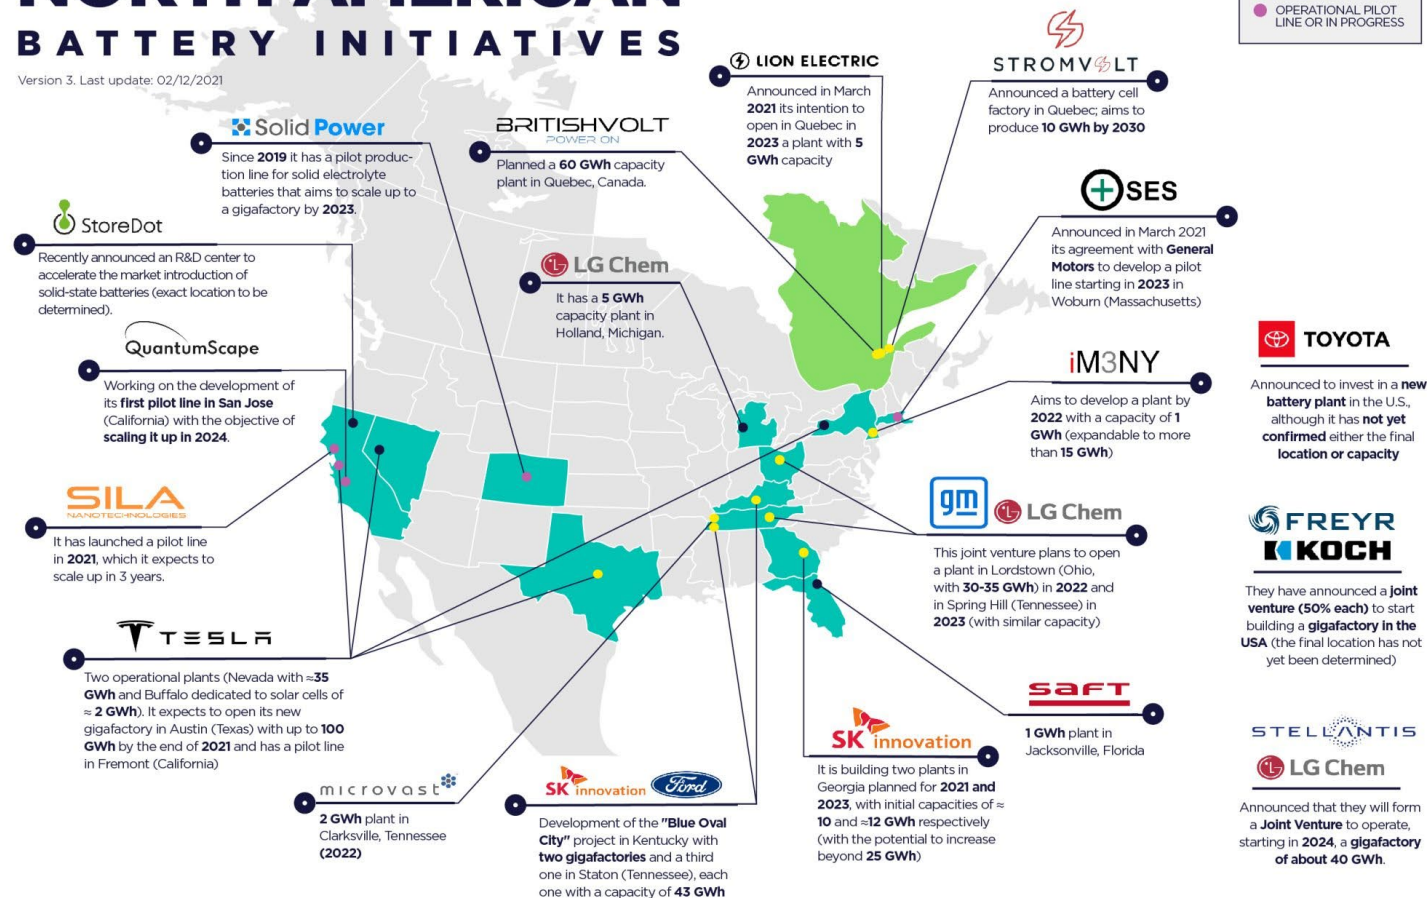 NORTH AMERICAN
BATTERY INITIATIVES
Version 3. Last update: 02/12/2021
OPERATIONAL PILOT
LINE OR IN PROGRESS
LION ELECTRIC
Announced in March
2021 its intention to
open in Quebec in
2023 a plant with 5
GWh capacity
STROMVOLT
Announced a battery cell
factory in Quebec; aims to
produce 10 GWh by 2030
Solid Power
Since 2019 it has a pilot produc-
tion line for solid electrolyte
batteries that aims to scale up to
a gigafactory by 2023.
BRITISHVOLT
POWER ON
Planned a 60 GWh capacity
plant in Quebec, Canada.
SES
Announced in March 2021
its agreement with General
Motors to develop a pilot
line starting in 2023 in
Woburn (Massachusetts)
StoreDot
Recently announced an R&D center to
accelerate the market introduction of
solid-state batteries (exact location to be
determined).
LG Chem
It has a 5 GWh
capacity plant in
Holland, Michigan.
QuantumScape
Working on the development of
its first pilot line in San Jose
(California) with the objective of
scaling it up in 2024.
iM3NY
Aims to develop a plant by
2022 with a capacity of 1
GWh (expandable to more
than 15 GWh)
TOYOTA
Announced to invest in a new
battery plant in the U.S.,
although it has not yet
confirmed either the final
location or capacity
SILA
NANOTECHNOLOGIES
It has launched a pilot line
in 2021, which it expects to
scale up in 3 years.
gm LG Chem
This joint venture plans to open
a plant in Lordstown (Ohio,
with 30-35 GWh) in 2022 and
in Spring Hill (Tennessee) in
2023 (with similar capacity)
FREYR
KOCH
They have announced a joint
venture (50% each) to start
building a gigafactory in the
USA (the final location has not
yet been determined)
TESLA
Two operational plants (Nevada with ≈35
GWh and Buffalo dedicated to solar cells of
≈ 2 GWh). It expects to open its new
gigafactory in Austin (Texas) with up to 100
GWh by the end of 2021 and has a pilot line
in Fremont (California)
saft
1 GWh plant in
Jacksonville, Florida
microvast
2 GWh plant in
Clarksville, Tennessee
(2022)
SK innovation Ford
Development of the "Blue Oval
City" project in Kentucky with
two gigafactories and a third
one in Staton (Tennessee), each
one with a capacity of 43 GWh
SK innovation
It is building two plants in
Georgia planned for 2021 and
2023, with initial capacities of ≈
10 and ≈12 GWh respectively
(with the potential to increase
beyond 25 GWh)
STELLANTIS
LG Chem
Announced that they will form
a Joint Venture to operate,
starting in 2024, a gigafactory
of about 40 GWh.